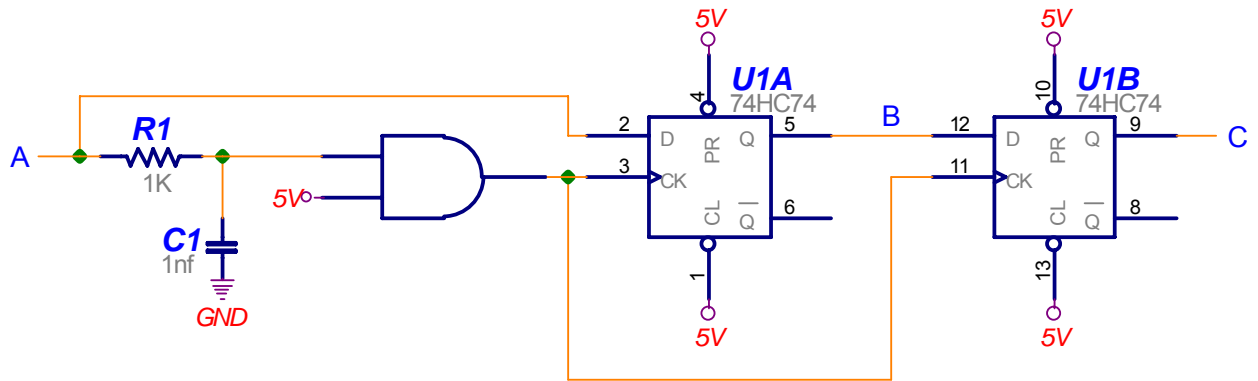 5V
5V
U1A
U1B
74HC74
74HC74
4
10
R1
A
1K
2
D
PR
Q
5
B
12
D
PR
Q
9
C
3
CK
11
CK
5V
CL
Q
6
CL
Q
8
C1
1nf
1
13
GND
5V
5V